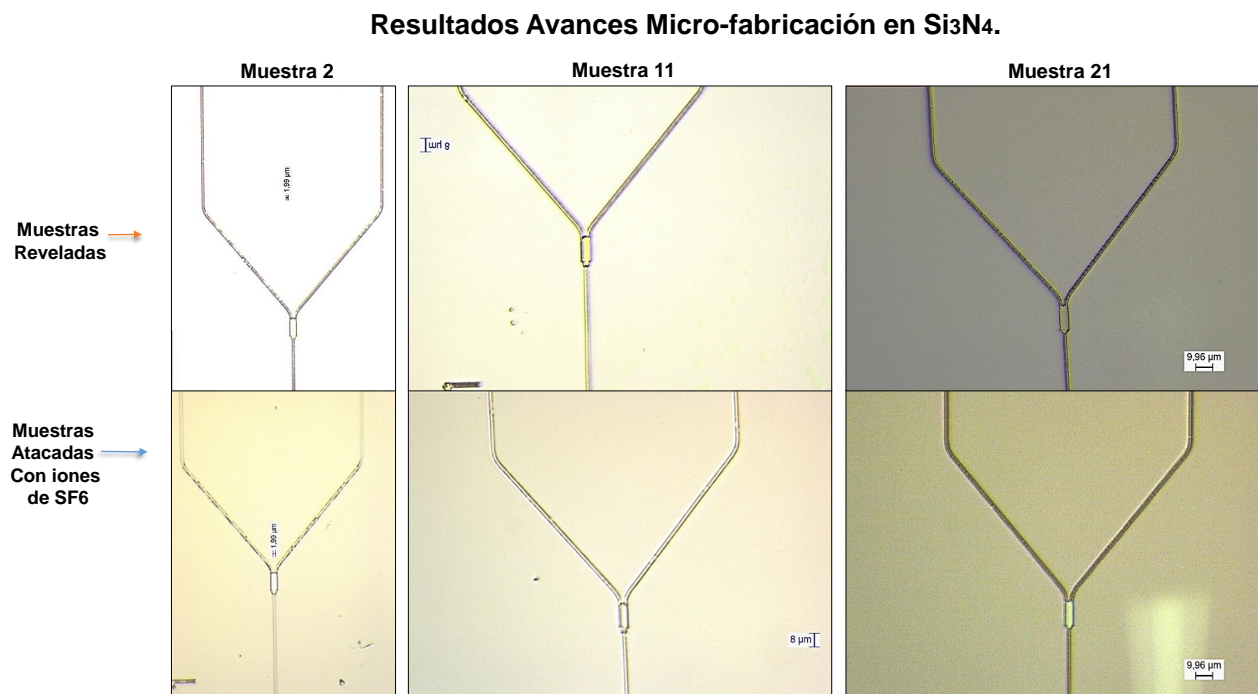 Resultados Avances Micro-fabricación en Si3N4.
Muestra 2
Muestra 11
Muestra 21
Muestras
Reveladas
1,99 µm
8 µm
9,96 µm
Muestras
Atacadas
Con iones
de SF6
1,99 µm
8 µm
9,96 µm